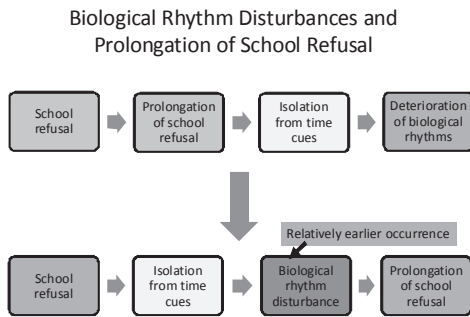 Biological Rhythm Disturbances and
Prolongation of School Refusal
School
refusal
Prolongation
of school
refusal
Isolation
from time
cues
Deterioration
of biological
rhythms
Relatively earlier occurrence
School
refusal
Isolation
from time
cues
Biological
rhythm
disturbance
Prolongation
of school
refusal